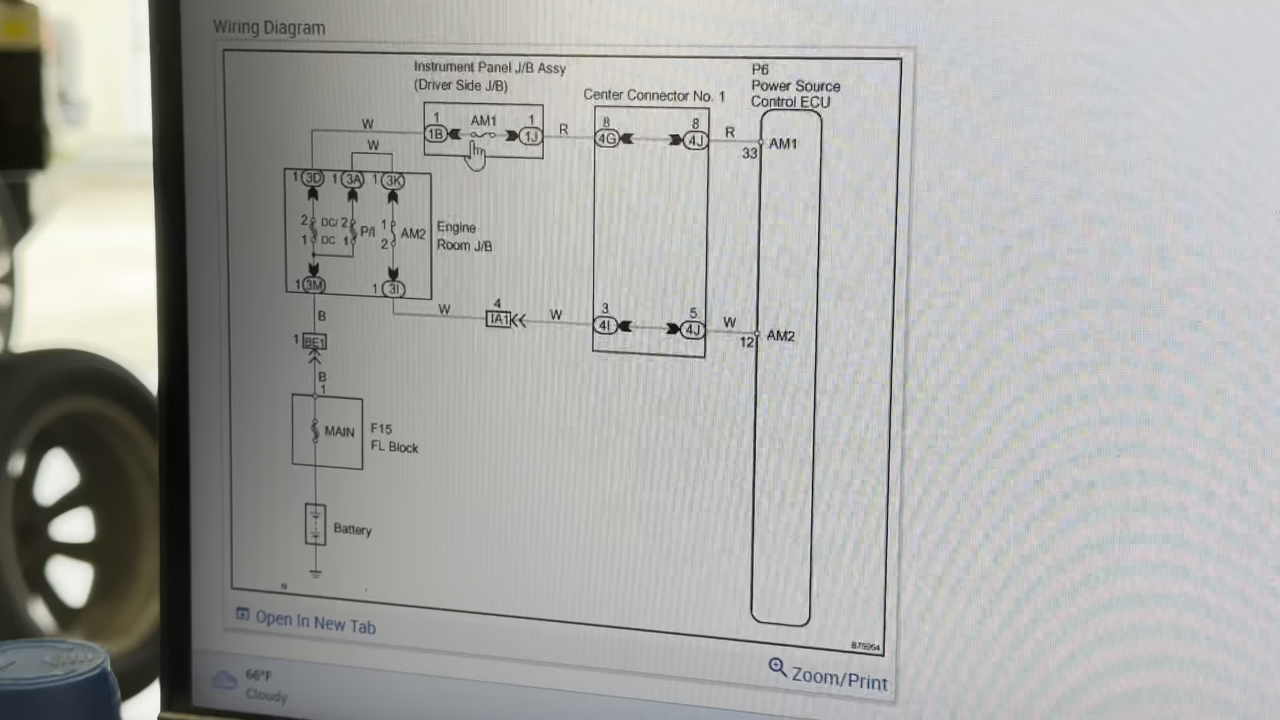 Wiring Diagram
Instrument Panel J/B Assy
(Driver Side J/B)
Center Connector No. 1
P6
Power Source
Control ECU
W
1
1B
AM1
1
1J
R
8
4G
8
4J
R
33
AM1
W
1 3D
1 3A
1 3K
2
1
DC/
DC
2
1
P/I
1
2
AM2
Engine
Room J/B
1 3M
1 3I
W
4
IA1
W
3
4I
5
4J
W
12
AM2
B
1 BE1
B
1
MAIN
F15
FL Block
Battery
B79964
Open In New Tab
Zoom/Print
66°F
Cloudy